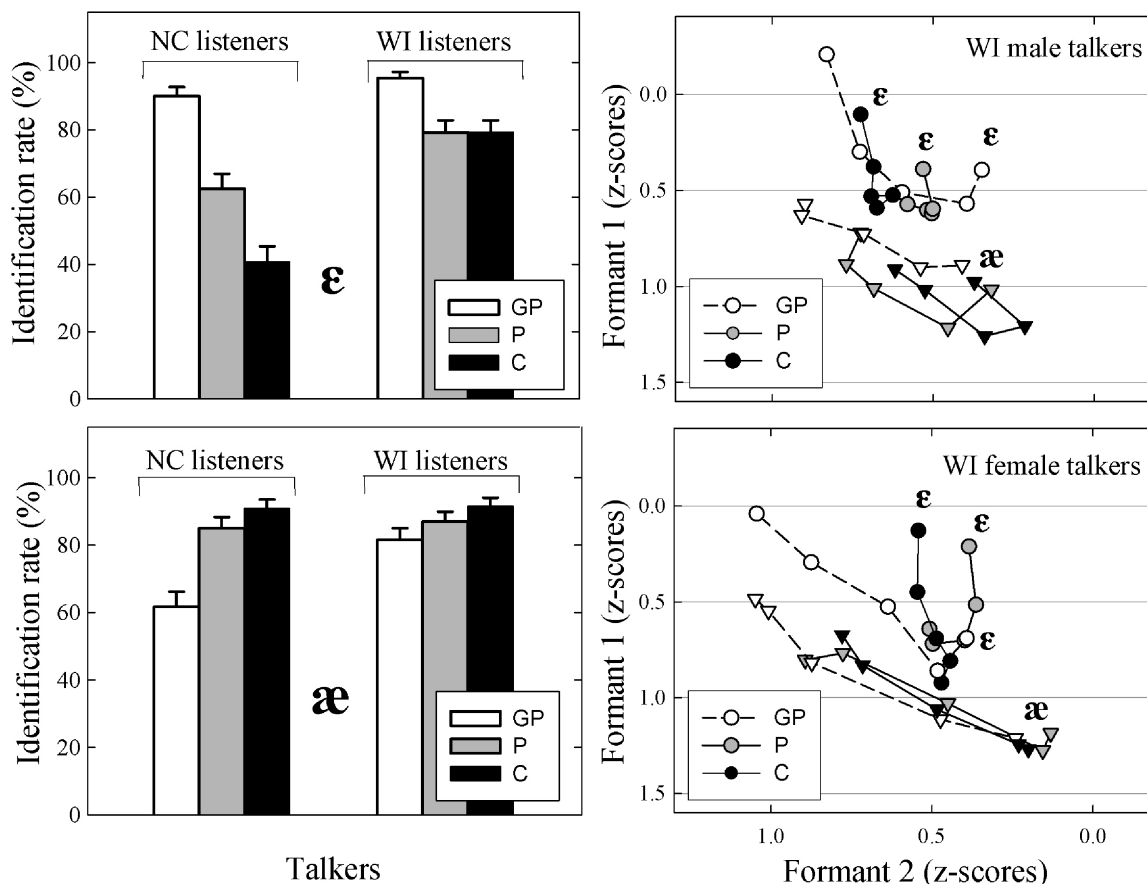 NC listeners WI listeners
100
80
60
40
20
0
Identification rate (%)
ε
GP
P
C
WI male talkers
0.0
0.5
1.0
1.5
Formant 1 (z-scores)
ε
ε
ε
æ
GP
P
C
NC listeners WI listeners
100
80
60
40
20
0
Identification rate (%)
æ
GP
P
C
Talkers
WI female talkers
0.0
0.5
1.0
1.5
Formant 1 (z-scores)
ε
ε
ε
æ
GP
P
C
1.0 0.5 0.0
Formant 2 (z-scores)